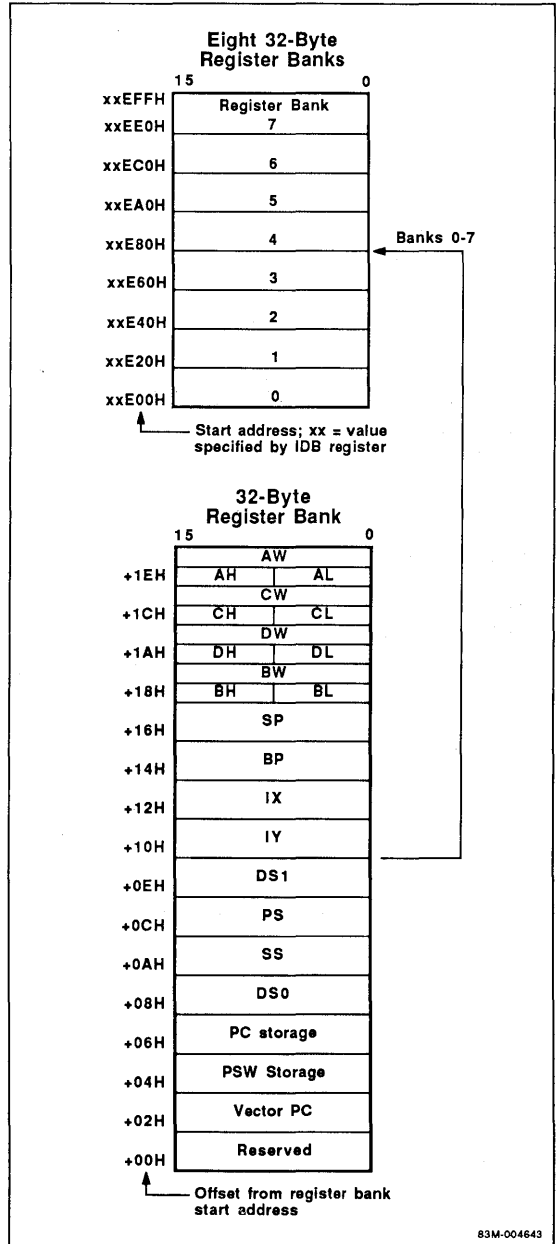 Eight 32-Byte
Register Banks
15 0
xxEFFH
Register Bank
xxEE0H 7
xxEC0H 6
xxEA0H 5
xxE80H 4
Banks 0-7
xxE60H 3
xxE40H 2
xxE20H 1
xxE00H 0
Start address; xx = value
specified by IDB register
32-Byte
Register Bank
15 0
AW
+1EH AH AL
CW
+1CH CH CL
DW
+1AH DH DL
BW
+18H BH BL
+16H SP
+14H BP
+12H IX
+10H IY
+0EH DS1
+0CH PS
+0AH SS
+08H DS0
+06H PC storage
+04H PSW Storage
+02H Vector PC
+00H Reserved
Offset from register bank
start address
83M-004643